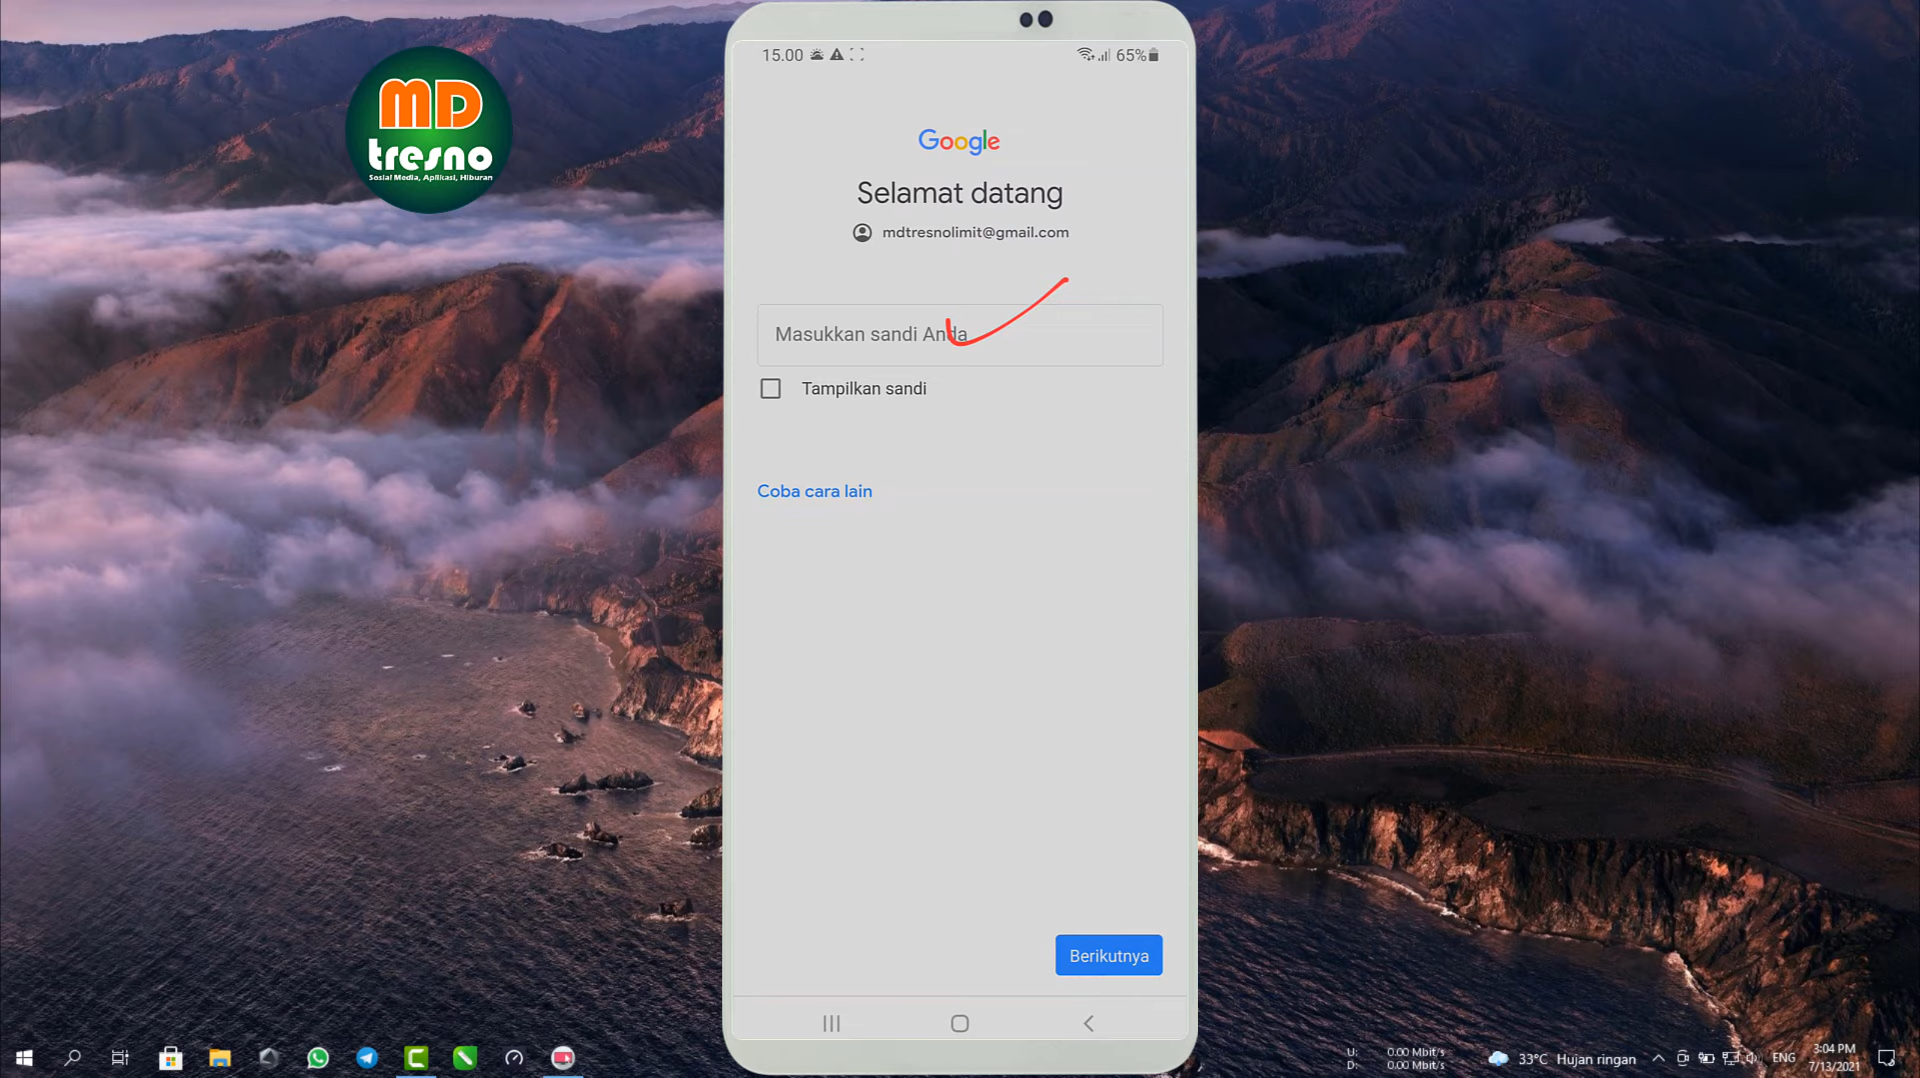 MD
tresno
Sosial Media, Aplikasi, Hiburan
15.00
65%
Google
Selamat datang
mdtresnolimit@gmail.com
Masukkan sandi Anda
Tampilkan sandi
Coba cara lain
Berikutnya
U: 0.00 Mbit/s
D: 0.00 Mbit/s
33°C Hujan ringan
ENG
3:04 PM
7/13/2021